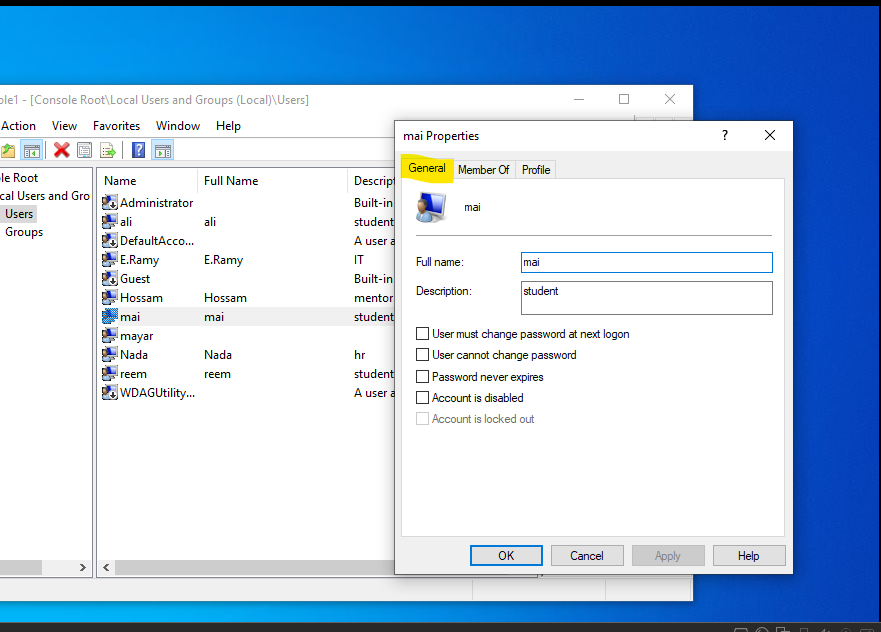 ole1 - [Console Root\Local Users and Groups (Local)\Users]
Action View Favorites Window Help
le Root
cal Users and Gro
Users
Groups
Name Full Name Descript
Administrator Built-in
ali ali student
DefaultAcco... A user a
E.Ramy E.Ramy IT
Guest Built-in
Hossam Hossam mentor
mai mai student
mayar
Nada Nada hr
reem reem student
WDAGUtility... A user a
mai Properties
General Member Of Profile
mai
Full name: mai
Description: student
User must change password at next logon
User cannot change password
Password never expires
Account is disabled
Account is locked out
OK Cancel Apply Help